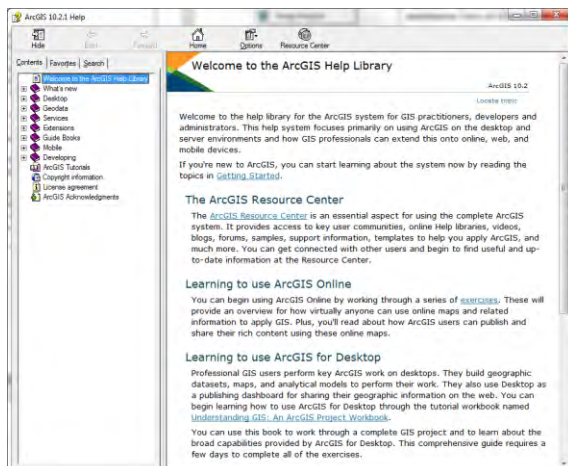 ArcGIS 10.2.1 Help
Hide
Back
Forward
Home
Options
Resource Center
Contents
Favorites
Search
Welcome to the ArcGIS Help Library
What's new
Desktop
Geodata
Services
Extensions
Guide Books
Mobile
Developing
ArcGIS Tutorials
Copyright information
License agreement
ArcGIS Acknowledgments
Welcome to the ArcGIS Help Library
ArcGIS 10.2
Locate topic
Welcome to the help library for the ArcGIS system for GIS practitioners, developers and
administrators. This help system focuses primarily on using ArcGIS on the desktop and
server environments and how GIS professionals can extend this onto online, web, and
mobile devices.
If you're new to ArcGIS, you can start learning about the system now by reading the
topics in Getting Started.
The ArcGIS Resource Center
The ArcGIS Resource Center is an essential aspect for using the complete ArcGIS
system. It provides access to key user communities, online Help libraries, videos,
blogs, forums, samples, support information, templates to help you apply ArcGIS, and
much more. You can get connected with other users and begin to find useful and up-
to-date information at the Resource Center.
Learning to use ArcGIS Online
You can begin using ArcGIS Online by working through a series of exercises. These will
provide an overview for how virtually anyone can use online maps and related
information to apply GIS. Plus, you'll read about how ArcGIS users can publish and
share their rich content using these online maps.
Learning to use ArcGIS for Desktop
Professional GIS users perform key ArcGIS work on desktops. They build geographic
datasets, maps, and analytical models to perform their work. They also use Desktop as
a publishing dashboard for sharing their geographic information on the web. You can
begin learning how to use ArcGIS for Desktop through the tutorial workbook named
Understanding GIS: An ArcGIS Project Workbook.
You can use this book to work through a complete GIS project and to learn about the
broad capabilities provided by ArcGIS for Desktop. This comprehensive guide requires a
few days to complete all of the exercises.